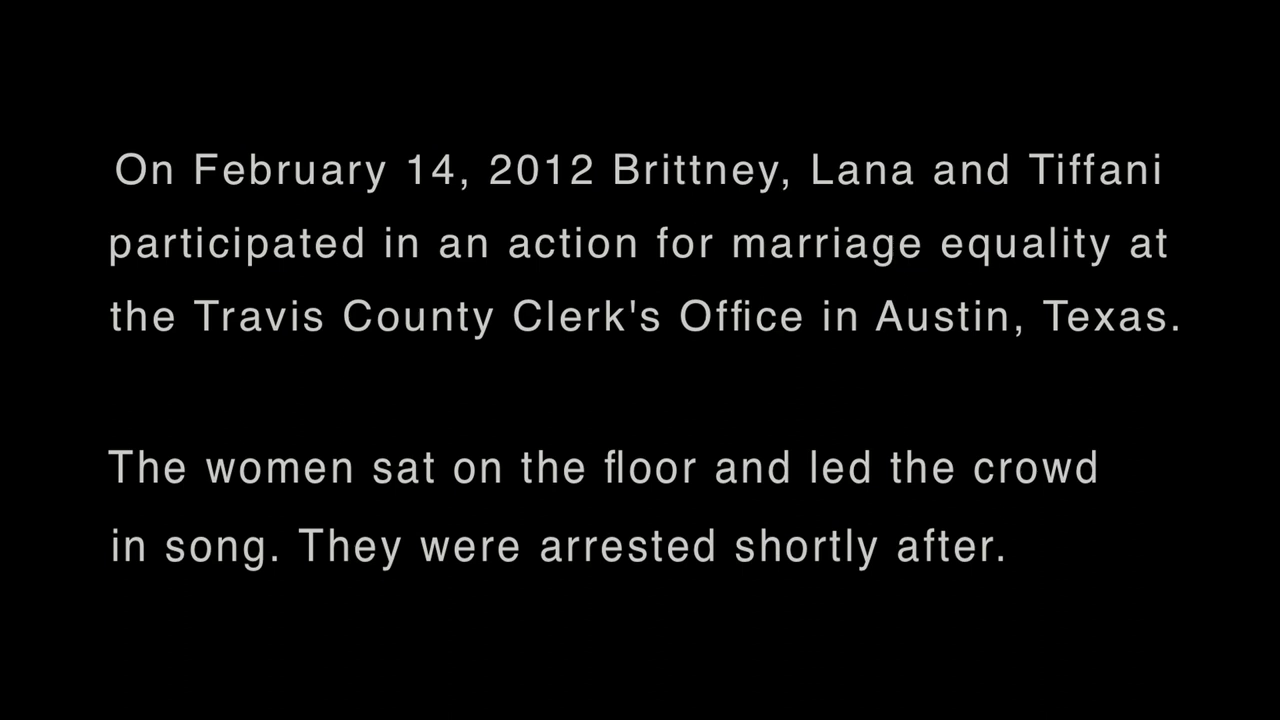 On February 14, 2012 Brittney, Lana and Tiffani
participated in an action for marriage equality at
the Travis County Clerk's Office in Austin, Texas.
The women sat on the floor and led the crowd
in song. They were arrested shortly after.